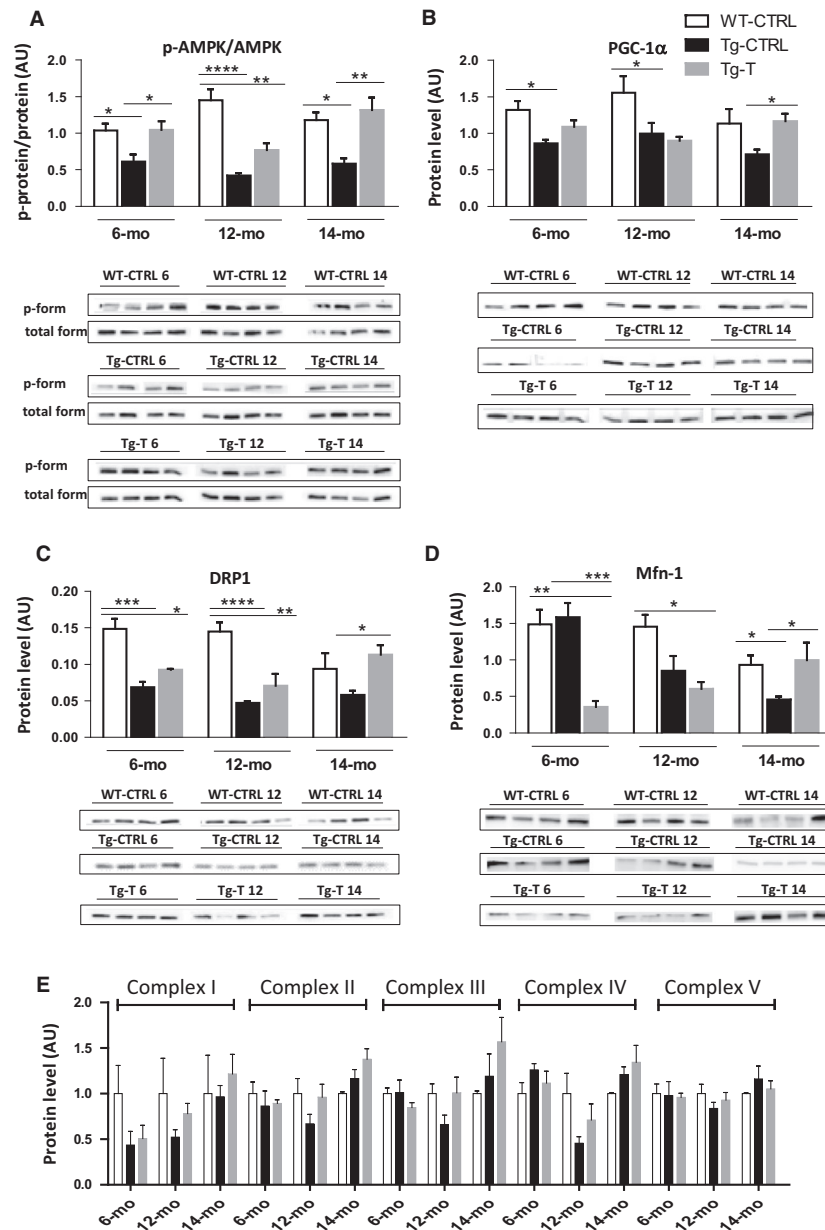 A
p-AMPK/AMPK
p-protein/protein (AU)
2.0
1.5
1.0
0.5
0.0
* * **** ** * **
6-mo 12-mo 14-mo
WT-CTRL 6 WT-CTRL 12 WT-CTRL 14
p-form
total form
Tg-CTRL 6 Tg-CTRL 12 Tg-CTRL 14
p-form
total form
Tg-T 6 Tg-T 12 Tg-T 14
p-form
total form
B
PGC-1α
WT-CTRL
Tg-CTRL
Tg-T
Protein level (AU)
2.0
1.5
1.0
0.5
0.0
* * *
6-mo 12-mo 14-mo
WT-CTRL 6 WT-CTRL 12 WT-CTRL 14
Tg-CTRL 6 Tg-CTRL 12 Tg-CTRL 14
Tg-T 6 Tg-T 12 Tg-T 14
C
DRP1
Protein level (AU)
0.20
0.15
0.10
0.05
0.00
*** * **** ** *
6-mo 12-mo 14-mo
WT-CTRL 6 WT-CTRL 12 WT-CTRL 14
Tg-CTRL 6 Tg-CTRL 12 Tg-CTRL 14
Tg-T 6 Tg-T 12 Tg-T 14
D
Mfn-1
Protein level (AU)
2.0
1.5
1.0
0.5
0.0
** *** * * *
6-mo 12-mo 14-mo
WT-CTRL 6 WT-CTRL 12 WT-CTRL 14
Tg-CTRL 6 Tg-CTRL 12 Tg-CTRL 14
Tg-T 6 Tg-T 12 Tg-T 14
E
Complex I Complex II Complex III Complex IV Complex V
Protein level (AU)
2.0
1.5
1.0
0.5
0.0
6-mo 12-mo 14-mo 6-mo 12-mo 14-mo 6-mo 12-mo 14-mo 6-mo 12-mo 14-mo 6-mo 12-mo 14-mo